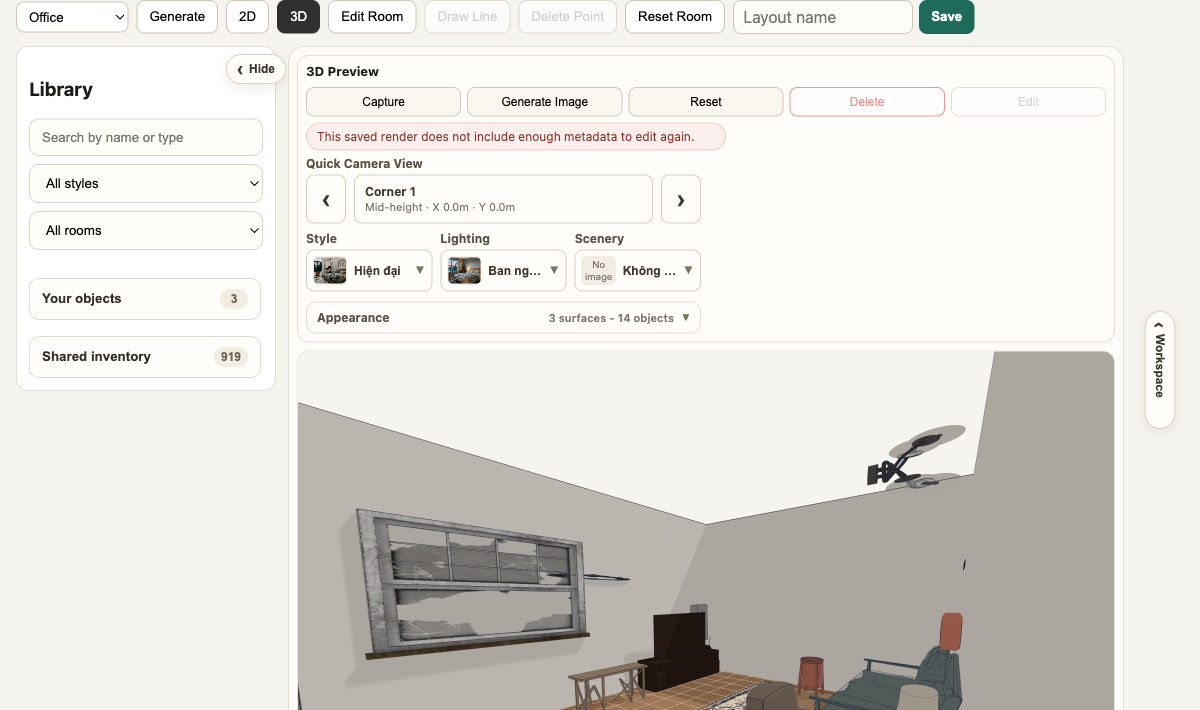 Office Generate 2D 3D Edit Room Draw Line Delete Point Reset Room Layout name Save
‹ Hide
Library
Search by name or type
All styles
All rooms
Your objects 3
Shared inventory 919
3D Preview
Capture Generate Image Reset Delete Edit
This saved render does not include enough metadata to edit again.
Quick Camera View
‹ Corner 1 ›
Mid-height · X 0.0m · Y 0.0m
Style Lighting Scenery
Hiện đại ▼ Ban ng... ▼ No image Không ... ▼
Appearance 3 surfaces - 14 objects ▼
‹ Workspace